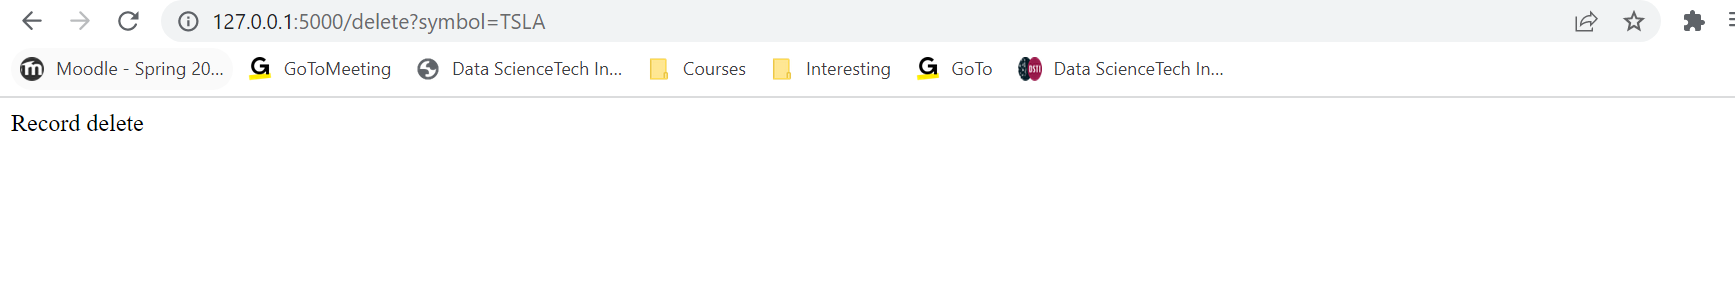 127.0.0.1:5000/delete?symbol=TSLA
Moodle - Spring 20... GoToMeeting Data ScienceTech In... Courses Interesting GoTo DSTI Data ScienceTech In...
Record delete